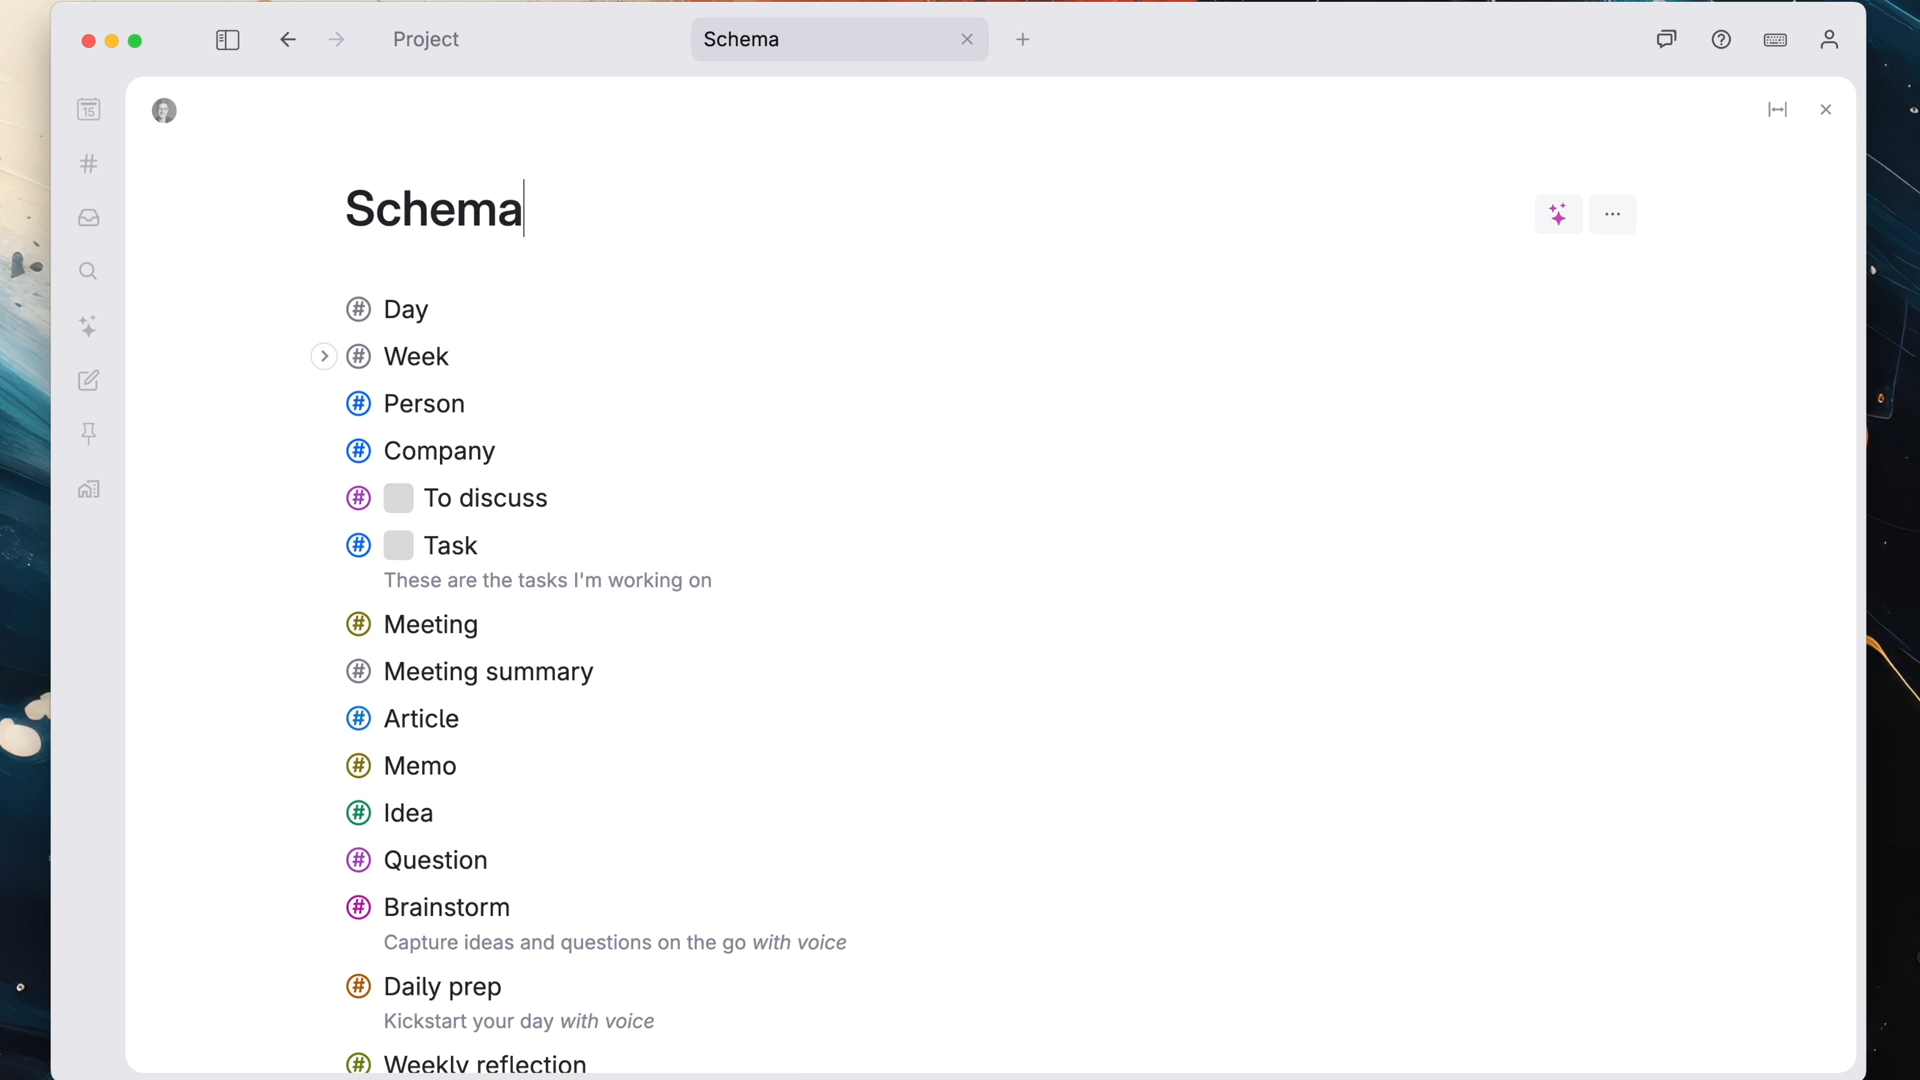 Project
Schema
15
Schema
Day
Week
Person
Company
To discuss
Task
These are the tasks I'm working on
Meeting
Meeting summary
Article
Memo
Idea
Question
Brainstorm
Capture ideas and questions on the go with voice
Daily prep
Kickstart your day with voice
Weekly reflection